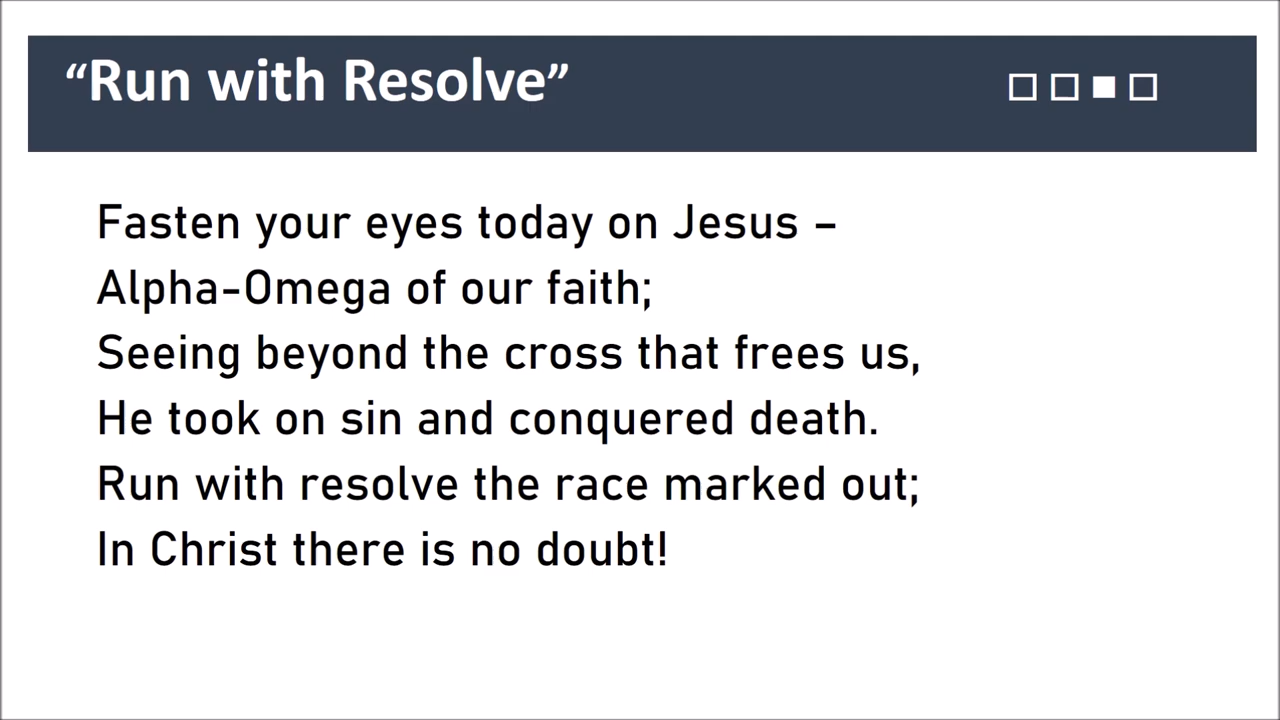 “Run with Resolve”
□ □ ■ □
Fasten your eyes today on Jesus –
Alpha-Omega of our faith;
Seeing beyond the cross that frees us,
He took on sin and conquered death.
Run with resolve the race marked out;
In Christ there is no doubt!